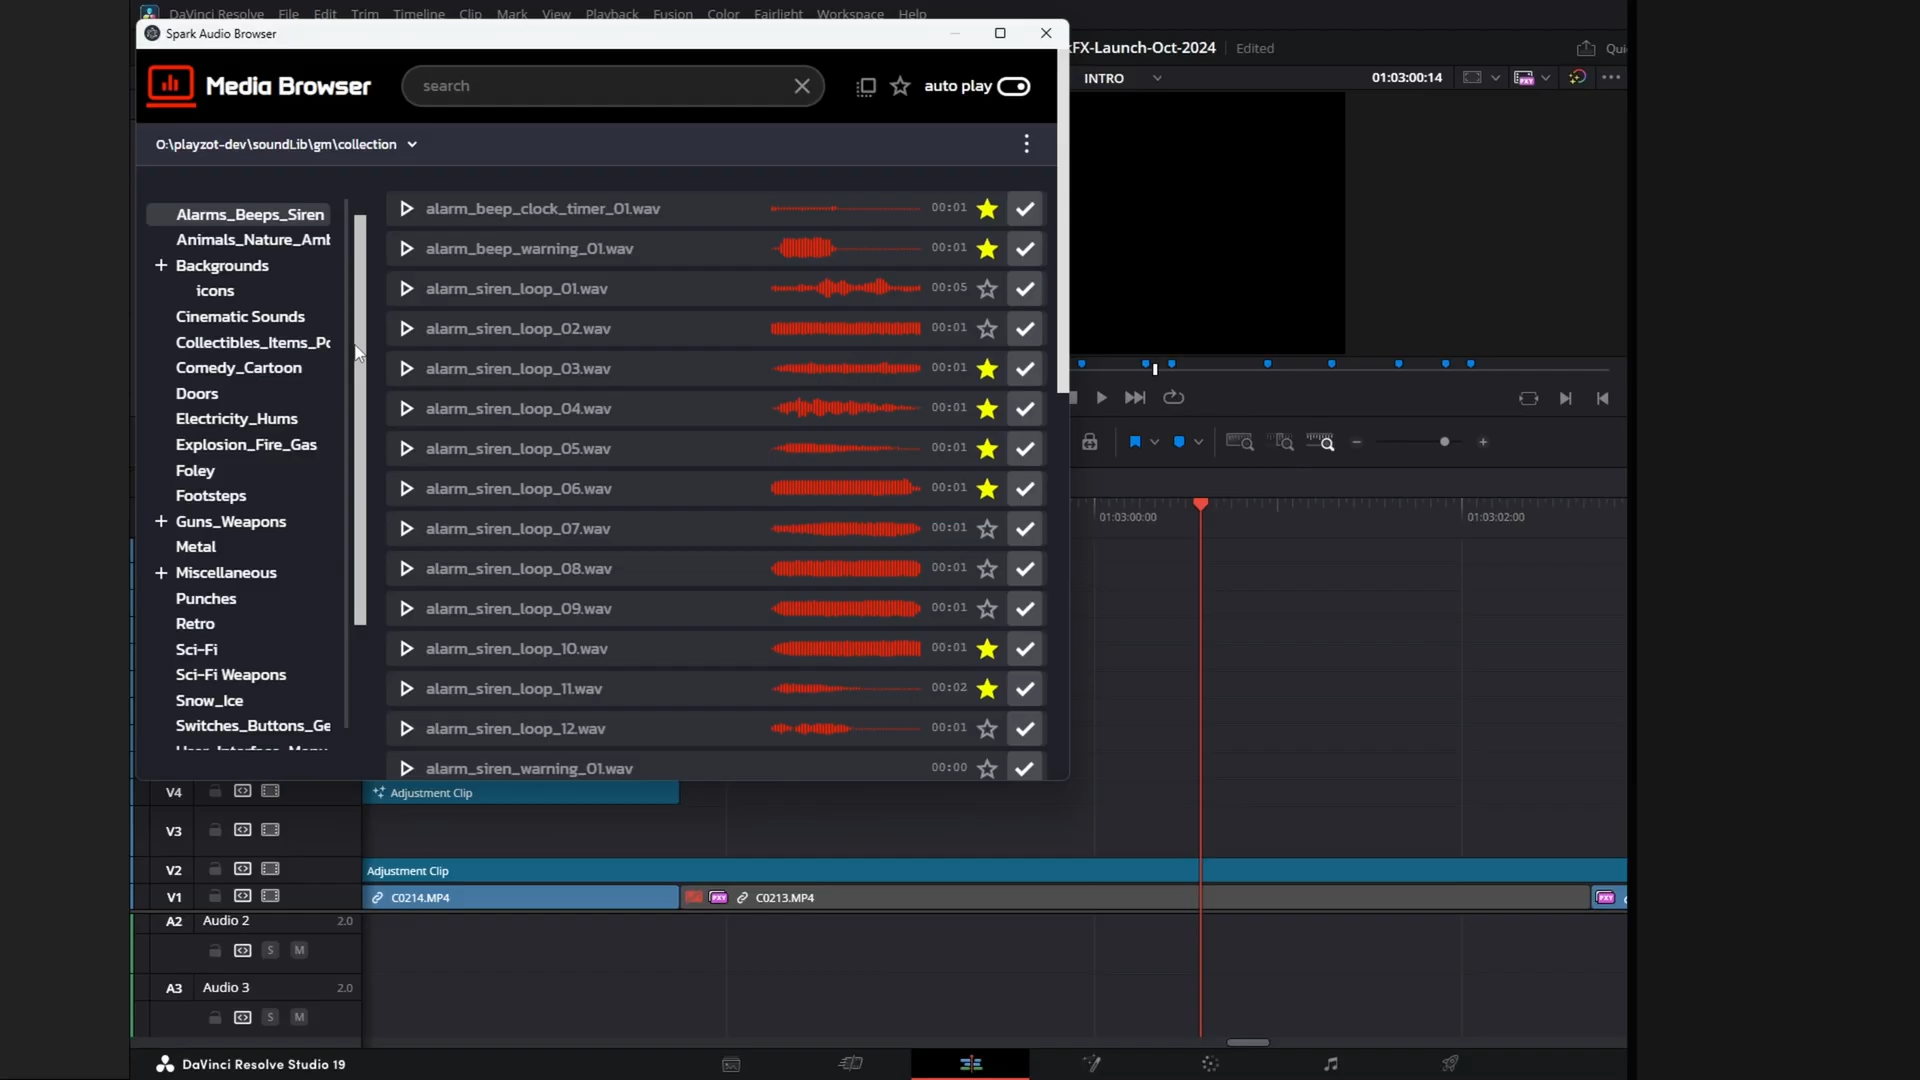 DaVinci Resolve File Edit Trim Timeline Clip Mark View Playback Fusion Color Fairlight Workspace Help
Spark Audio Browser
FX-Launch-Oct-2024 Edited Qui
Media Browser search auto play
INTRO 01:03:00:14
O:\playzot-dev\soundLib\gm\collection
Alarms_Beeps_Siren
Animals_Nature_Amb
+ Backgrounds
icons
Cinematic Sounds
Collectibles_Items_Po
Comedy_Cartoon
Doors
Electricity_Hums
Explosion_Fire_Gas
Foley
Footsteps
+ Guns_Weapons
Metal
+ Miscellaneous
Punches
Retro
Sci-Fi
Sci-Fi Weapons
Snow_Ice
Switches_Buttons_Ge
alarm_beep_clock_timer_01.wav 00:01
alarm_beep_warning_01.wav 00:01
alarm_siren_loop_01.wav 00:05
alarm_siren_loop_02.wav 00:01
alarm_siren_loop_03.wav 00:01
alarm_siren_loop_04.wav 00:01
alarm_siren_loop_05.wav 00:01
alarm_siren_loop_06.wav 00:01
alarm_siren_loop_07.wav 00:01
alarm_siren_loop_08.wav 00:01
alarm_siren_loop_09.wav 00:01
alarm_siren_loop_10.wav 00:01
alarm_siren_loop_11.wav 00:02
alarm_siren_loop_12.wav 00:01
alarm_siren_warning_01.wav 00:00
01:03:00:00 01:03:02:00
V4 Adjustment Clip
V3
V2 Adjustment Clip
V1 C0214.MP4 PXY C0213.MP4 PXY
A2 Audio 2 2.0
S M
A3 Audio 3 2.0
S M
DaVinci Resolve Studio 19